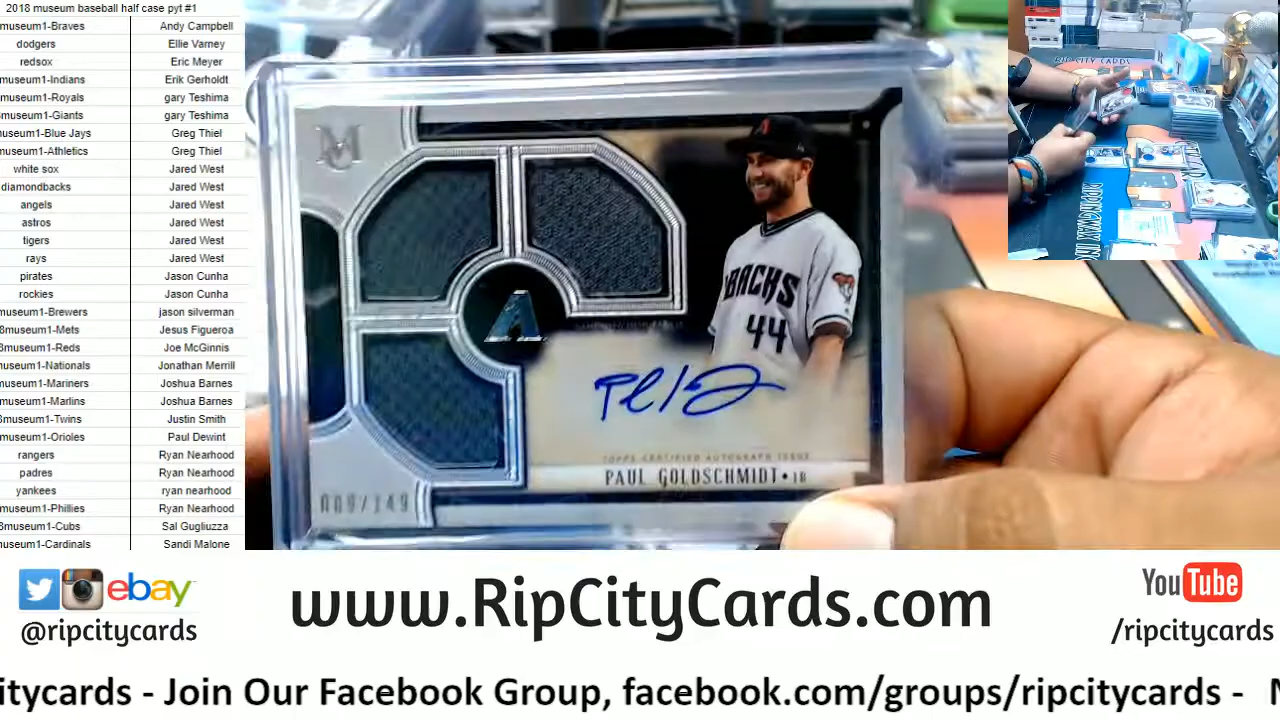 2018 museum baseball half case pyt #1
museum1-Braves Andy Campbell
dodgers Ellie Varney
redsox Eric Meyer
museum1-Indians Erik Gerholdt
museum1-Royals gary Teshima
museum1-Giants gary Teshima
museum1-Blue Jays Greg Thiel
museum1-Athletics Greg Thiel
white sox Jared West
diamondbacks Jared West
angels Jared West
astros Jared West
tigers Jared West
rays Jared West
pirates Jason Cunha
rockies Jason Cunha
museum1-Brewers jason silverman
8museum1-Mets Jesus Figueroa
8museum1-Reds Joe McGinnis
museum1-Nationals Jonathan Merrill
museum1-Mariners Joshua Barnes
museum1-Marlins Joshua Barnes
8museum1-Twins Justin Smith
museum1-Orioles Paul Dewint
rangers Ryan Nearhood
padres Ryan Nearhood
yankees ryan nearhood
museum1-Phillies Ryan Nearhood
8museum1-Cubs Sal Gugliuzza
museum1-Cardinals Sandi Malone
M
A
BACKS
44
TOPPS CERTIFIED AUTOGRAPH ISSUE
PAUL GOLDSCHMIDT • 1B
009/149
RIP CITY CARDS
ebay
@ripcitycards
www.RipCityCards.com
YouTube
/ripcitycards
itycards - Join Our Facebook Group, facebook.com/groups/ripcitycards -